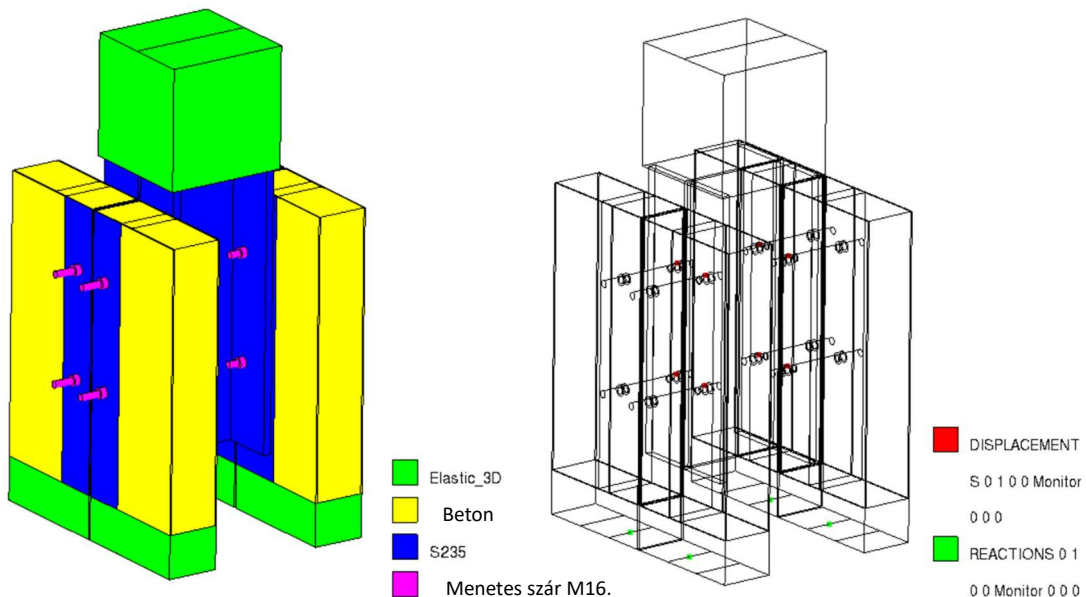 Elastic_3D
Beton
S235
Menetes szár M16.
DISPLACEMENT
S 0 1 0 0 Monitor
0 0 0
REACTIONS 0 1
0 0 Monitor 0 0 0